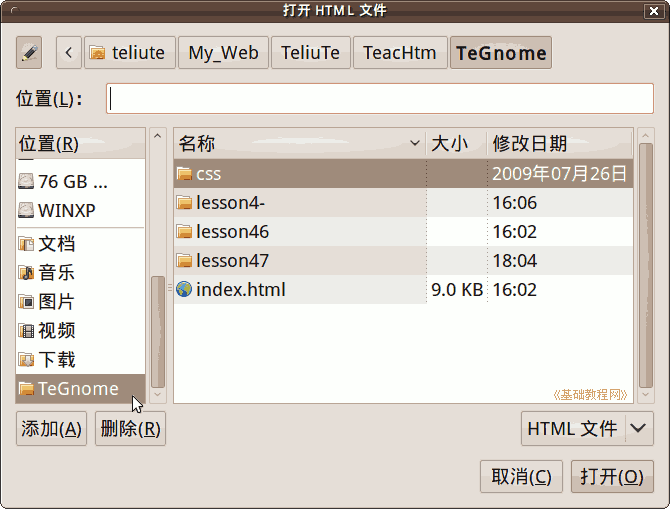 打开 HTML 文件
teliute My_Web TeliuTe TeacHtm TeGnome
位置(L):
位置(R) 名称 大小 修改日期
76 GB ...
WINXP
文档
音乐
图片
视频
下载
TeGnome
css 2009年07月26日
lesson4- 16:06
lesson46 16:02
lesson47 18:04
index.html 9.0 KB 16:02
《基础教程网》
添加(A) 删除(R) HTML 文件
取消(C) 打开(O)